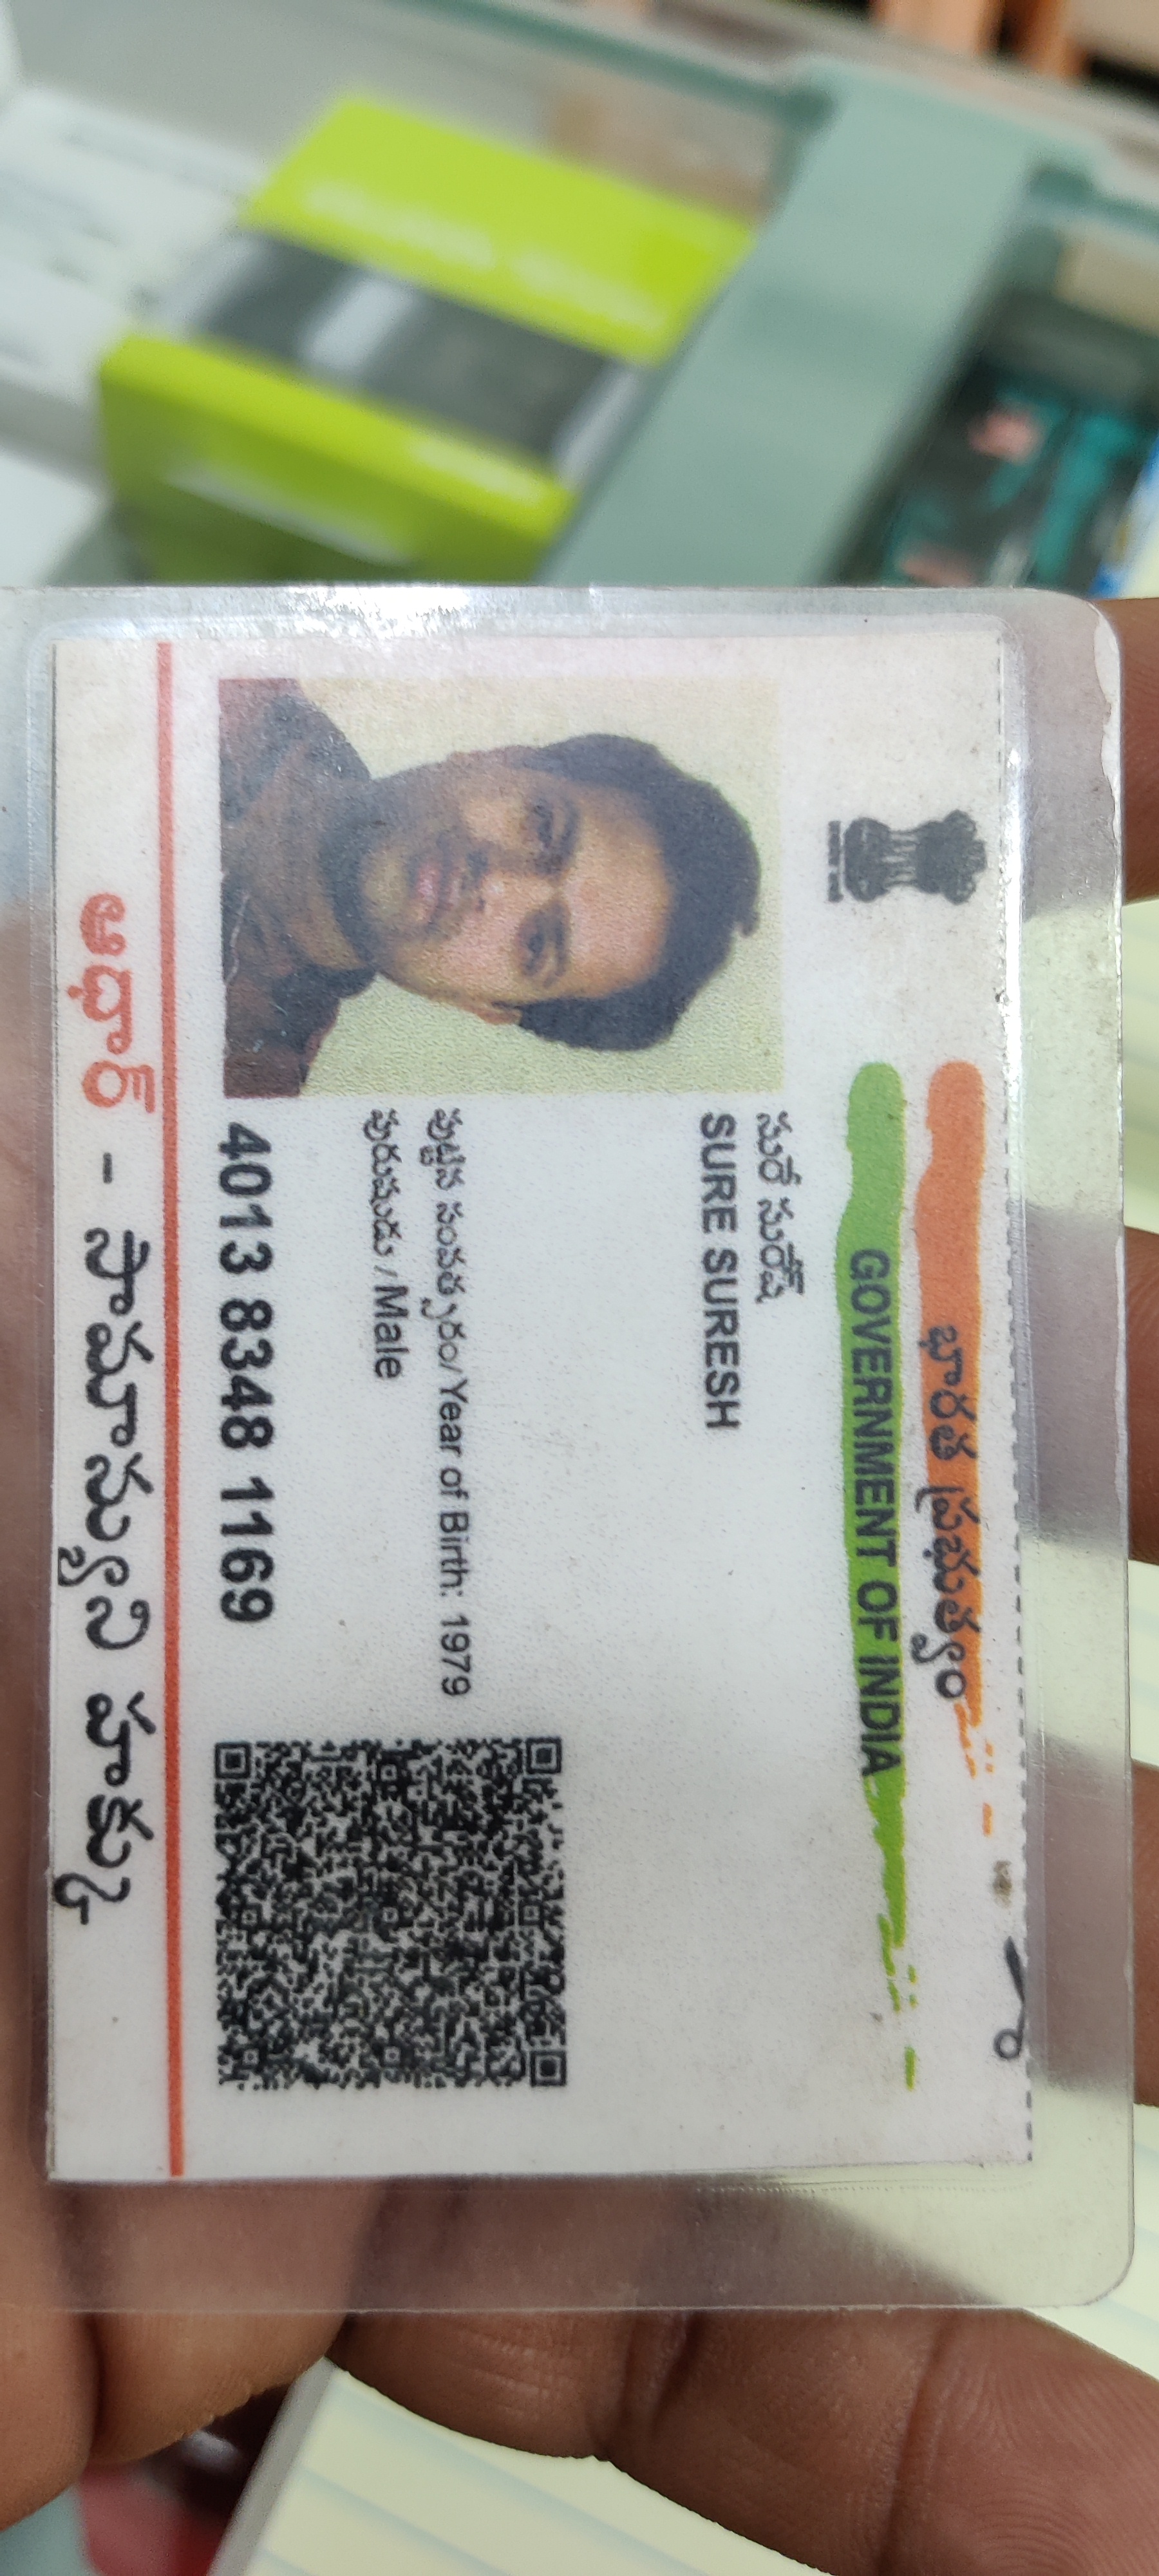 భారత ప్రభుత్వం
GOVERNMENT OF INDIA
సురే సురేష్
SURE SURESH
పుట్టిన సంవత్సరం/Year of Birth: 1979
పురుషుడు / Male
4013 8348 1169
ఆధార్ - సామాన్యుని హక్కు